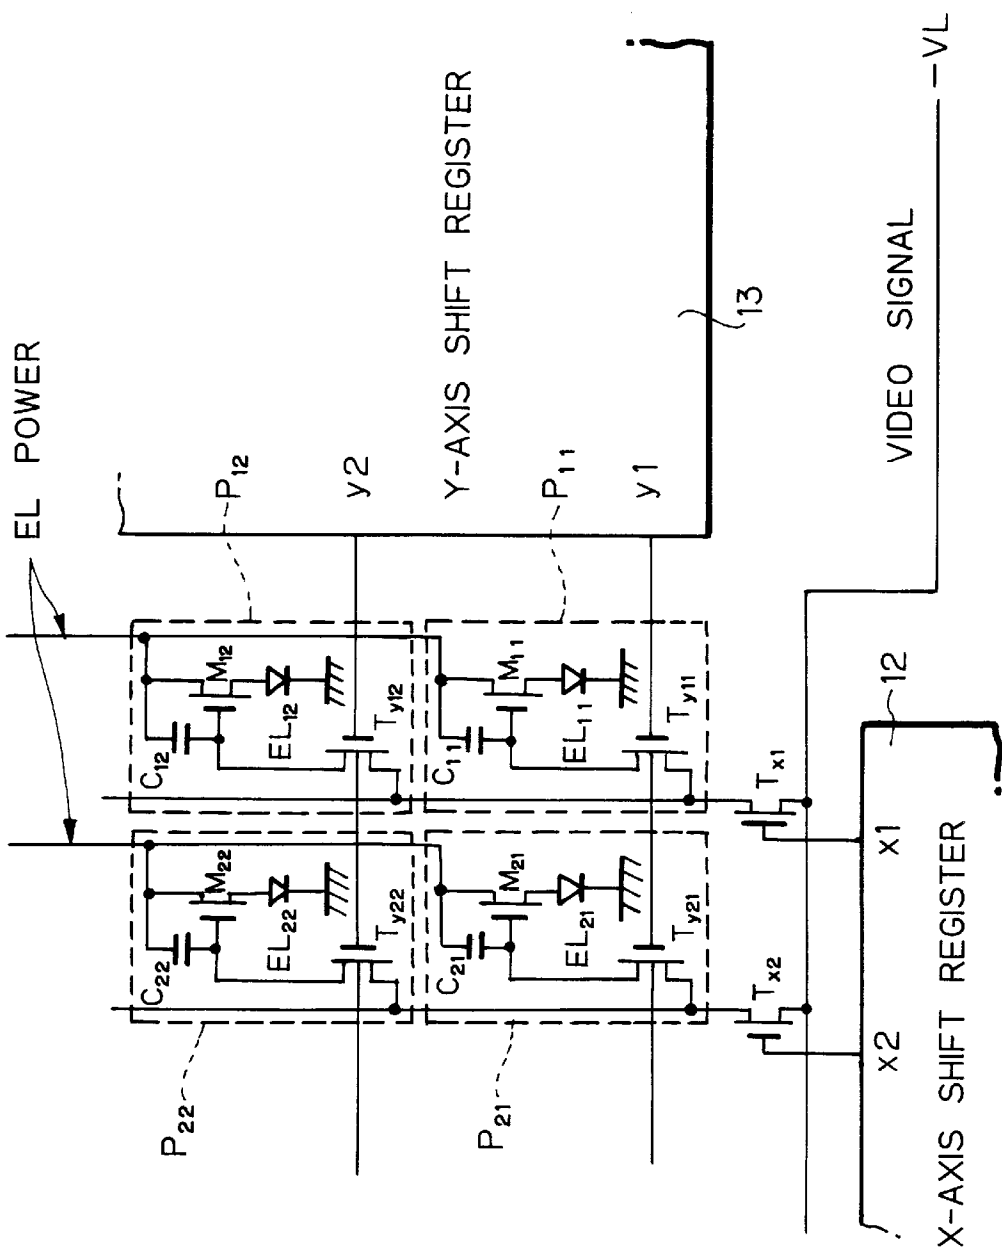 EL POWER
P₁₂
y2
Y-AXIS SHIFT REGISTER
P₁₁
y1
13
C₁₂
M₁₂
EL₁₂
Ty₁₂
C₁₁
M₁₁
EL₁₁
Ty₁₁
C₂₂
M₂₂
EL₂₂
Ty₂₂
C₂₁
M₂₁
EL₂₁
Ty₂₁
P₂₂
P₂₁
Tx₁
Tx₂
VIDEO SIGNAL
-VL
x1
x2
12
X-AXIS SHIFT REGISTER